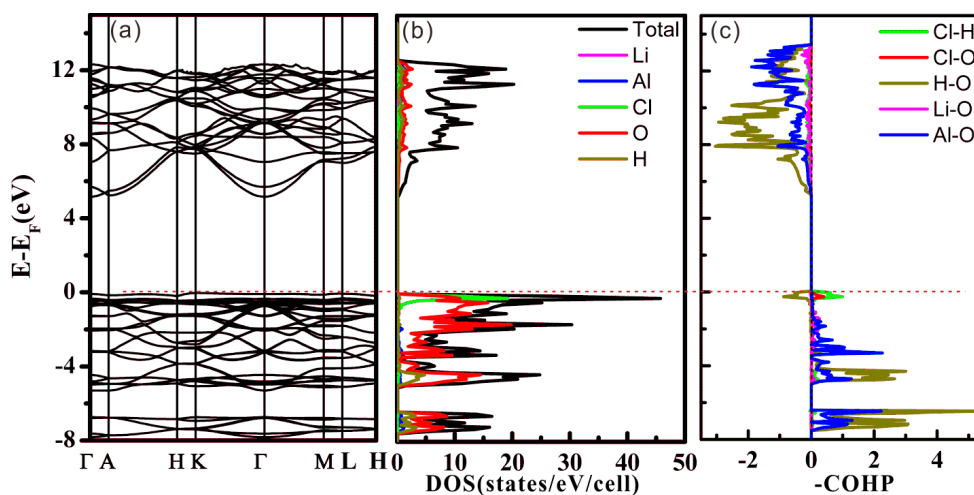 (a)
(b)
(c)
Total
Li
Al
Cl
O
H
Cl-H
Cl-O
H-O
Li-O
Al-O
E-E_F(eV)
12
8
4
0
-4
-8
Γ A H K Γ M L H
0 10 20 30 40 50
DOS(states/eV/cell)
-2 0 2 4
-COHP